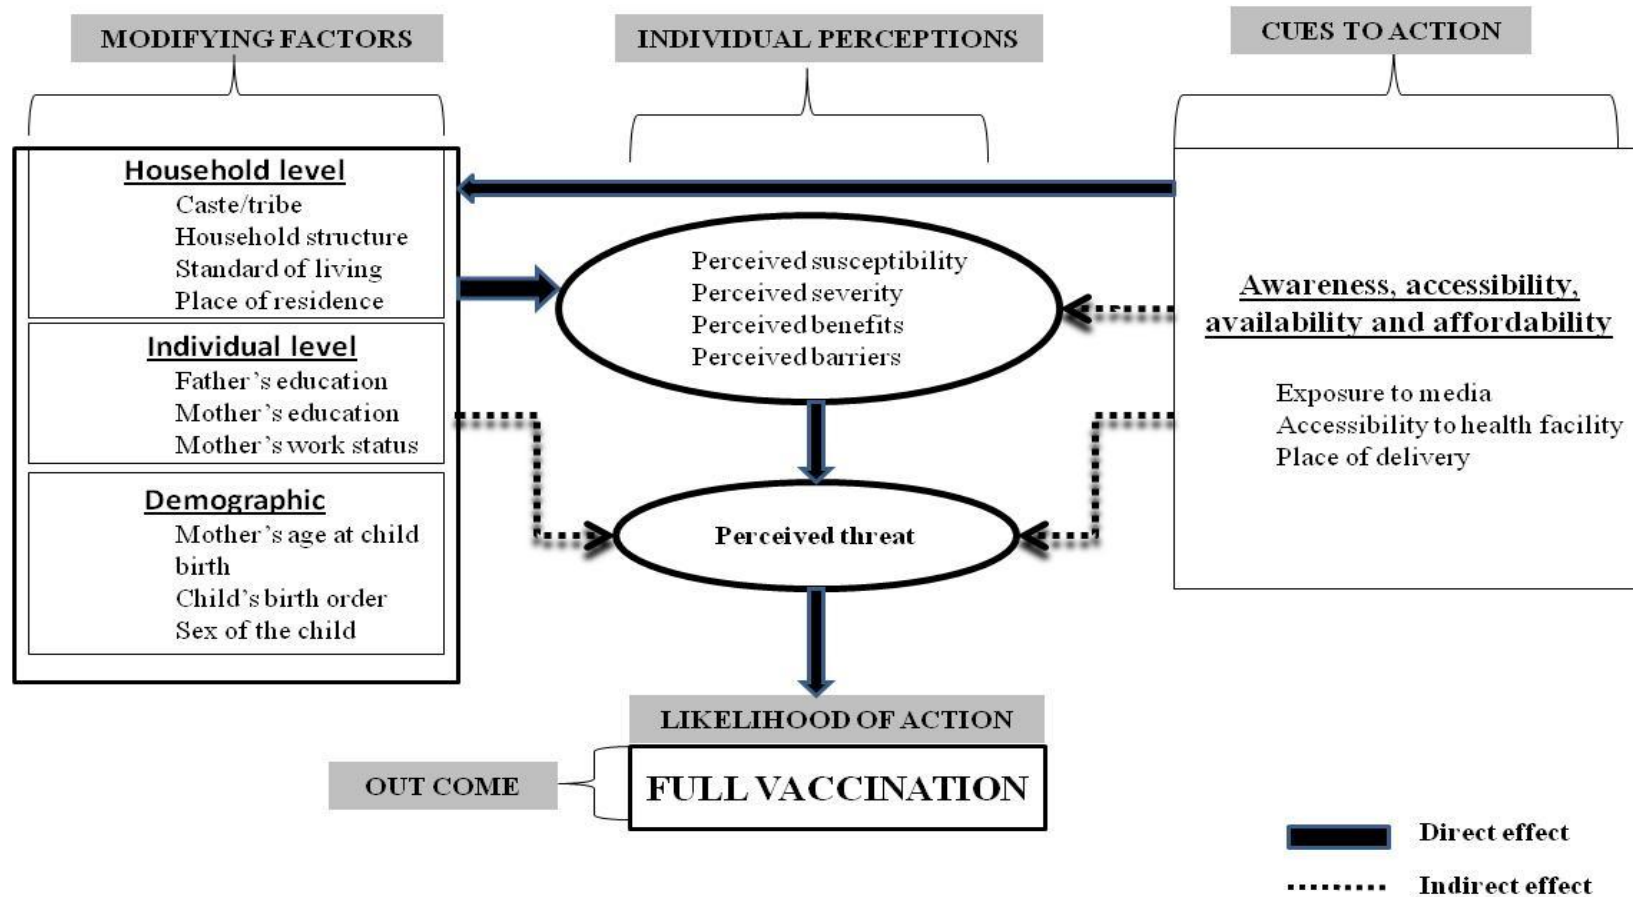 MODIFYING FACTORS
INDIVIDUAL PERCEPTIONS
CUES TO ACTION
Household level
Caste/tribe
Household structure
Standard of living
Place of residence
Individual level
Father's education
Mother's education
Mother's work status
Demographic
Mother's age at child
birth
Child's birth order
Sex of the child
Perceived susceptibility
Perceived severity
Perceived benefits
Perceived barriers
Perceived threat
Awareness, accessibility,
availability and affordability
Exposure to media
Accessibility to health facility
Place of delivery
LIKELIHOOD OF ACTION
OUT COME
FULL VACCINATION
Direct effect
Indirect effect